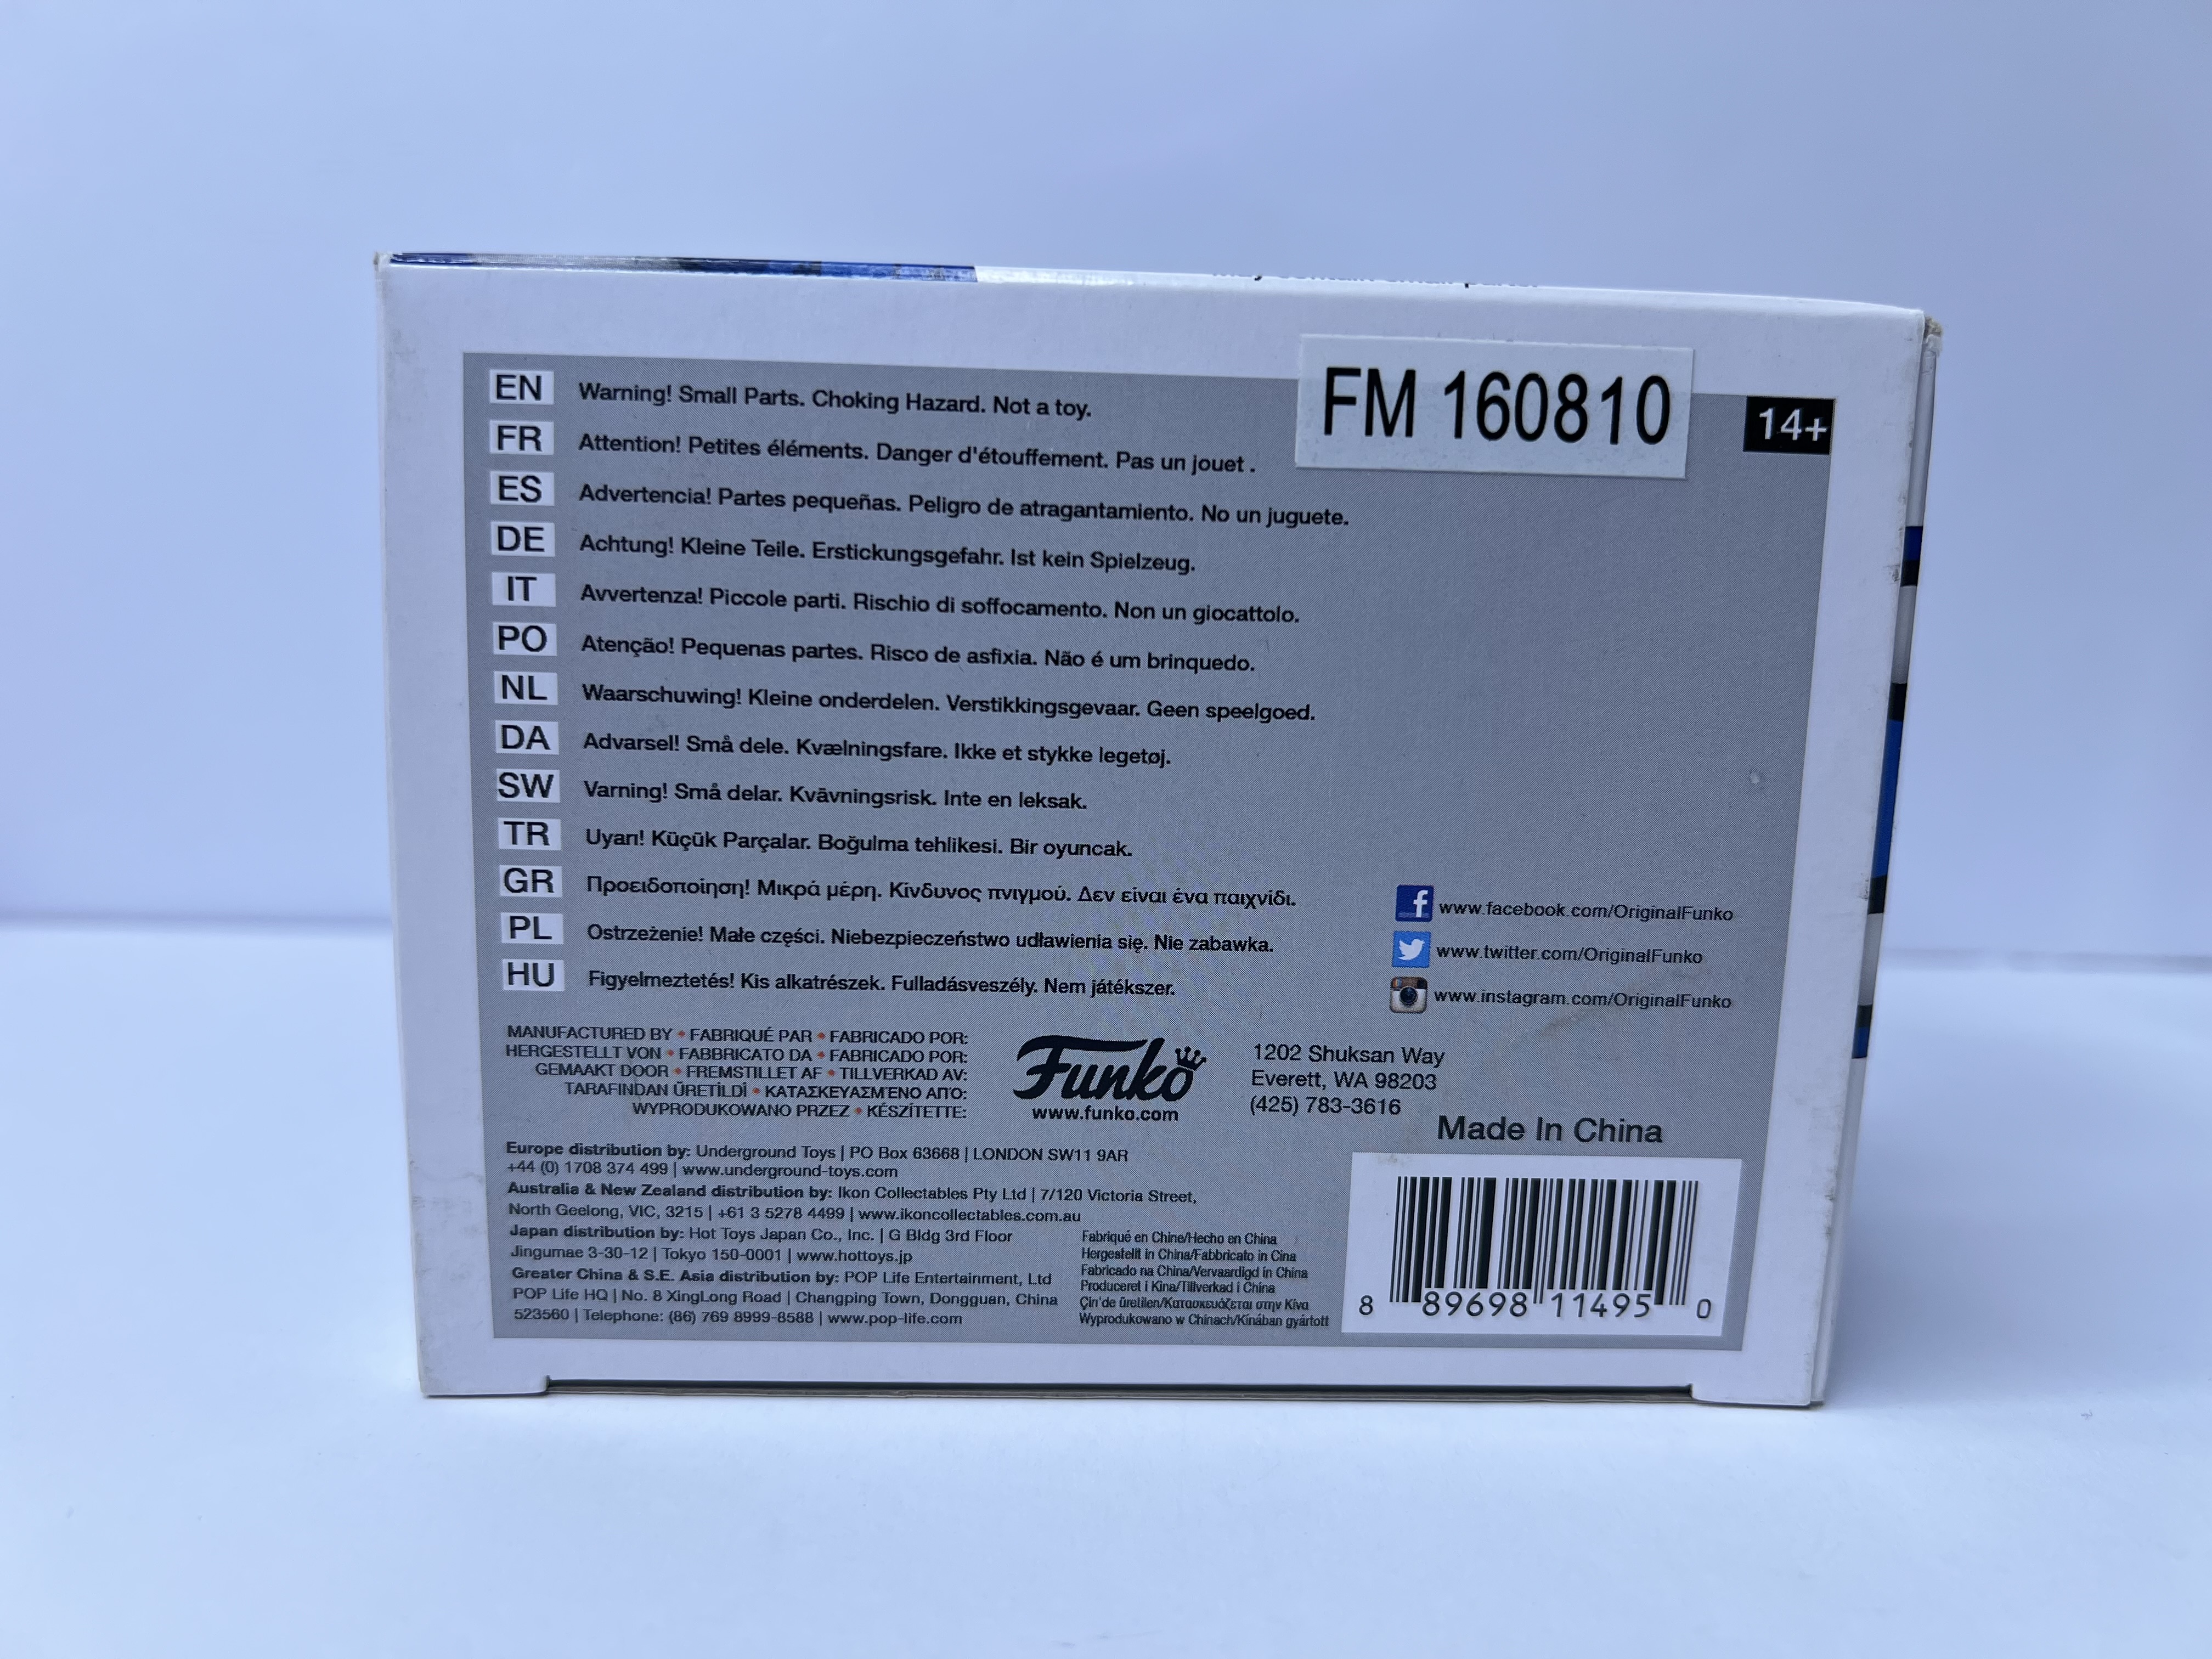 FM 160810
14+
EN Warning! Small Parts. Choking Hazard. Not a toy.
FR Attention! Petites éléments. Danger d'étouffement. Pas un jouet .
ES Advertencia! Partes pequeñas. Peligro de atragantamiento. No un juguete.
DE Achtung! Kleine Teile. Erstickungsgefahr. Ist kein Spielzeug.
IT Avvertenza! Piccole parti. Rischio di soffocamento. Non un giocattolo.
PO Atenção! Pequenas partes. Risco de asfixia. Não é um brinquedo.
NL Waarschuwing! Kleine onderdelen. Verstikkingsgevaar. Geen speelgoed.
DA Advarsel! Små dele. Kvælningsfare. Ikke et stykke legetøj.
SW Varning! Små delar. Kvävningsrisk. Inte en leksak.
TR Uyarı! Küçük Parçalar. Boğulma tehlikesi. Bir oyuncak.
GR Προειδοποίηση! Μικρά μέρη. Κίνδυνος πνιγμού. Δεν είναι ένα παιχνίδι.
PL Ostrzeżenie! Małe części. Niebezpieczeństwo udławienia się. Nie zabawka.
HU Figyelmeztetés! Kis alkatrészek. Fulladásveszély. Nem játékszer.
www.facebook.com/OriginalFunko
www.twitter.com/OriginalFunko
www.instagram.com/OriginalFunko
MANUFACTURED BY • FABRIQUÉ PAR • FABRICADO POR:
HERGESTELLT VON • FABBRICATO DA • FABRICADO POR:
GEMAAKT DOOR • FREMSTILLET AF • TILLVERKAD AV:
TARAFINDAN ÜRETİLDİ • ΚΑΤΑΣΚΕΥΑΣΜΈΝΟ ΑΠΌ:
WYPRODUKOWANO PRZEZ • KÉSZÍTETTE:
Funko
www.funko.com
1202 Shuksan Way
Everett, WA 98203
(425) 783-3616
Made In China
Europe distribution by: Underground Toys | PO Box 63668 | LONDON SW11 9AR
+44 (0) 1708 374 499 | www.underground-toys.com
Australia & New Zealand distribution by: Ikon Collectables Pty Ltd | 7/120 Victoria Street,
North Geelong, VIC, 3215 | +61 3 5278 4499 | www.ikoncollectables.com.au
Japan distribution by: Hot Toys Japan Co., Inc. | G Bldg 3rd Floor
Jingumae 3-30-12 | Tokyo 150-0001 | www.hottoys.jp
Greater China & S.E. Asia distribution by: POP Life Entertainment, Ltd
POP Life HQ | No. 8 XingLong Road | Changping Town, Dongguan, China
523560 | Telephone: (86) 769 8999-8588 | www.pop-life.com
Fabriqué en Chine/Hecho en China
Hergestellt in China/Fabbricato in Cina
Fabricado na China/Vervaardigd in China
Produceret i Kina/Tillverkad i China
Çin'de üretilen/Κατασκευάζεται στην Κίνα
Wyprodukowano w Chinach/Kínában gyártott
8 89698 11495 0